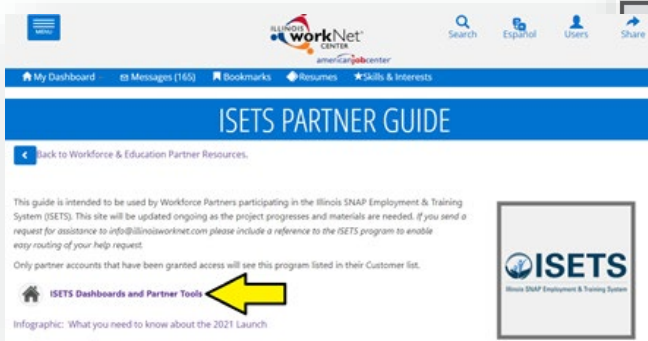 MENU
ILLINOIS
workNet
CENTER
americanjobcenter
Search
Español
Users
Share
My Dashboard
Messages (165)
Bookmarks
Resumes
Skills & Interests
ISETS PARTNER GUIDE
Back to Workforce & Education Partner Resources.
This guide is intended to be used by Workforce Partners participating in the Illinois SNAP Employment & Training
System (ISETS). This site will be updated ongoing as the project progresses and materials are needed. If you send a
request for assistance to info@illinoisworknet.com please include a reference to the ISETS program to enable
easy routing of your help request.
Only partner accounts that have been granted access will see this program listed in their Customer list.
ISETS Dashboards and Partner Tools
Infographic: What you need to know about the 2021 Launch
ISETS
Illinois SNAP Employment & Training System